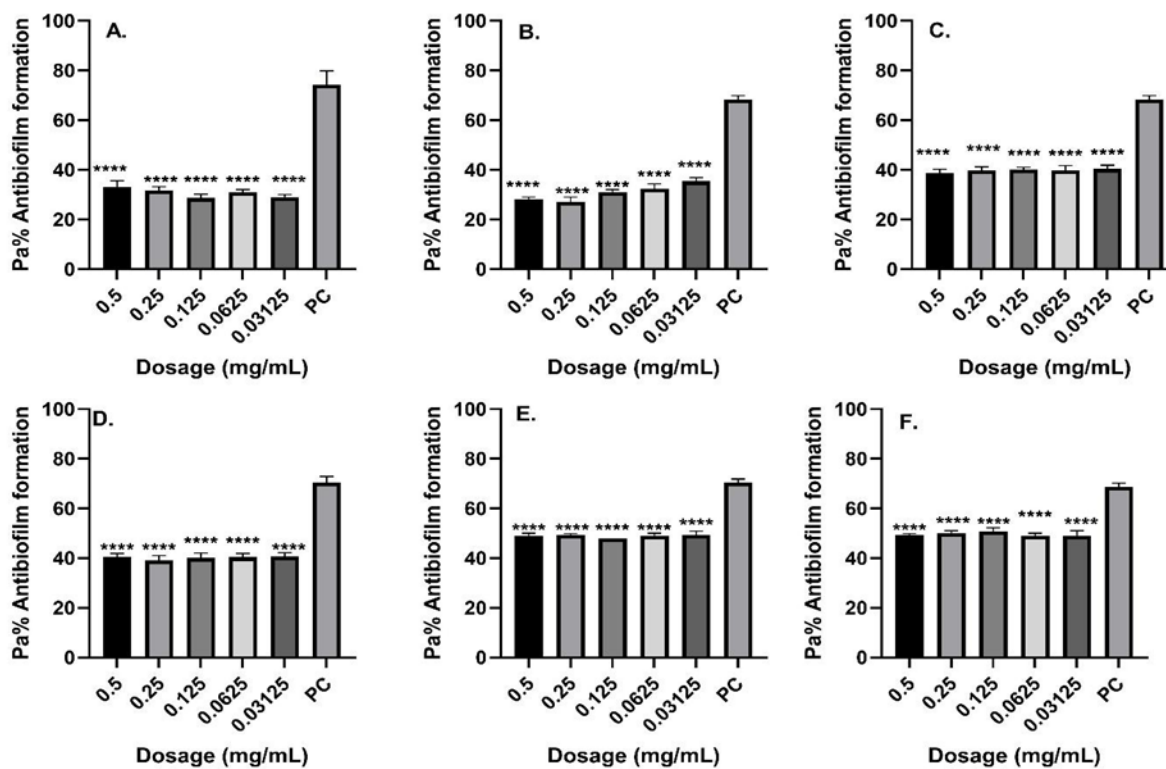 A.
Pa% Antibiofilm formation
100
80
60
40
20
0
**** **** **** **** ****
0.5 0.25 0.125 0.0625 0.03125 PC
Dosage (mg/mL)
B.
Pa% Antibiofilm formation
100
80
60
40
20
0
**** **** **** **** ****
0.5 0.25 0.125 0.0625 0.03125 PC
Dosage (mg/mL)
C.
Pa% Antibiofilm formation
100
80
60
40
20
0
**** **** **** **** ****
0.5 0.25 0.125 0.0625 0.03125 PC
Dosage (mg/mL)
D.
Pa% Antibiofilm formation
100
80
60
40
20
0
**** **** **** **** ****
0.5 0.25 0.125 0.0625 0.03125 PC
Dosage (mg/mL)
E.
Pa% Antibiofilm formation
100
80
60
40
20
0
**** **** **** **** ****
0.5 0.25 0.125 0.0625 0.03125 PC
Dosage (mg/mL)
F.
Pa% Antibiofilm formation
100
80
60
40
20
0
**** **** **** **** ****
0.5 0.25 0.125 0.0625 0.03125 PC
Dosage (mg/mL)